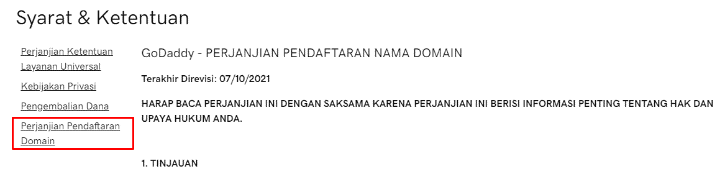 Syarat & Ketentuan
Perjanjian Ketentuan
Layanan Universal
Kebijakan Privasi
Pengembalian Dana
Perjanjian Pendaftaran
Domain
GoDaddy - PERJANJIAN PENDAFTARAN NAMA DOMAIN
Terakhir Direvisi: 07/10/2021
HARAP BACA PERJANJIAN INI DENGAN SAKSAMA KARENA PERJANJIAN INI BERISI INFORMASI PENTING TENTANG HAK DAN
UPAYA HUKUM ANDA.
1. TINJAUAN